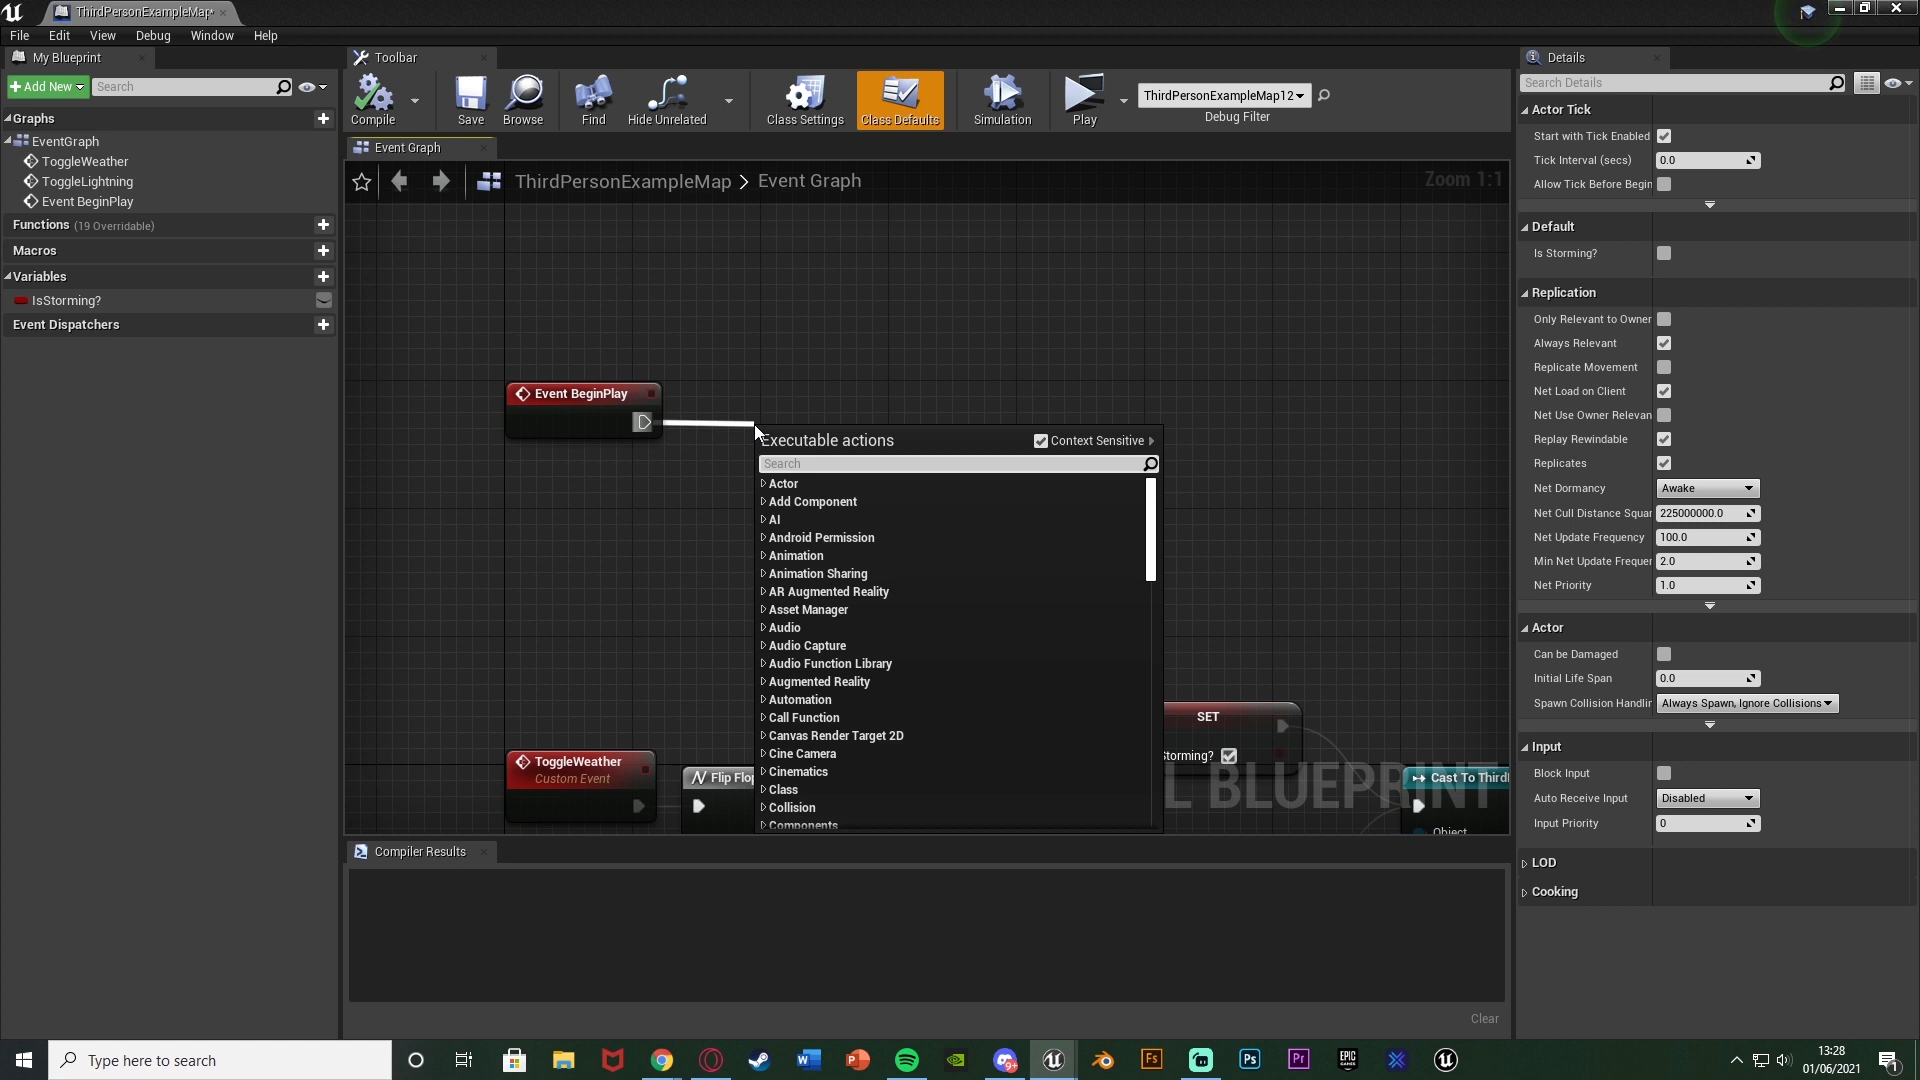 ThirdPersonExampleMap*
File Edit View Debug Window Help
My Blueprint
Add New
Search
Graphs
EventGraph
ToggleWeather
ToggleLightning
Event BeginPlay
Functions (19 Overridable)
Macros
Variables
IsStorming?
Event Dispatchers
Toolbar
Compile
Save
Browse
Find
Hide Unrelated
Class Settings
Class Defaults
Simulation
Play
ThirdPersonExampleMap12
Debug Filter
Event Graph
ThirdPersonExampleMap > Event Graph
Zoom 1:1
Event BeginPlay
Executable actions
Context Sensitive
Search
Actor
Add Component
AI
Android Permission
Animation
Animation Sharing
AR Augmented Reality
Asset Manager
Audio
Audio Capture
Audio Function Library
Augmented Reality
Automation
Call Function
Canvas Render Target 2D
Cine Camera
Cinematics
Class
Collision
Components
ToggleWeather
Custom Event
Flip Flop
SET
Storming?
L BLUEPRINT
Cast To ThirdP
Object
Compiler Results
Clear
Details
Search Details
Actor Tick
Start with Tick Enabled
Tick Interval (secs) 0.0
Allow Tick Before Begin
Default
Is Storming?
Replication
Only Relevant to Owner
Always Relevant
Replicate Movement
Net Load on Client
Net Use Owner Relevan
Replay Rewindable
Replicates
Net Dormancy Awake
Net Cull Distance Squar 225000000.0
Net Update Frequency 100.0
Min Net Update Frequer 2.0
Net Priority 1.0
Actor
Can be Damaged
Initial Life Span 0.0
Spawn Collision Handlin Always Spawn, Ignore Collisions
Input
Block Input
Auto Receive Input Disabled
Input Priority 0
LOD
Cooking
Type here to search
13:28
01/06/2021